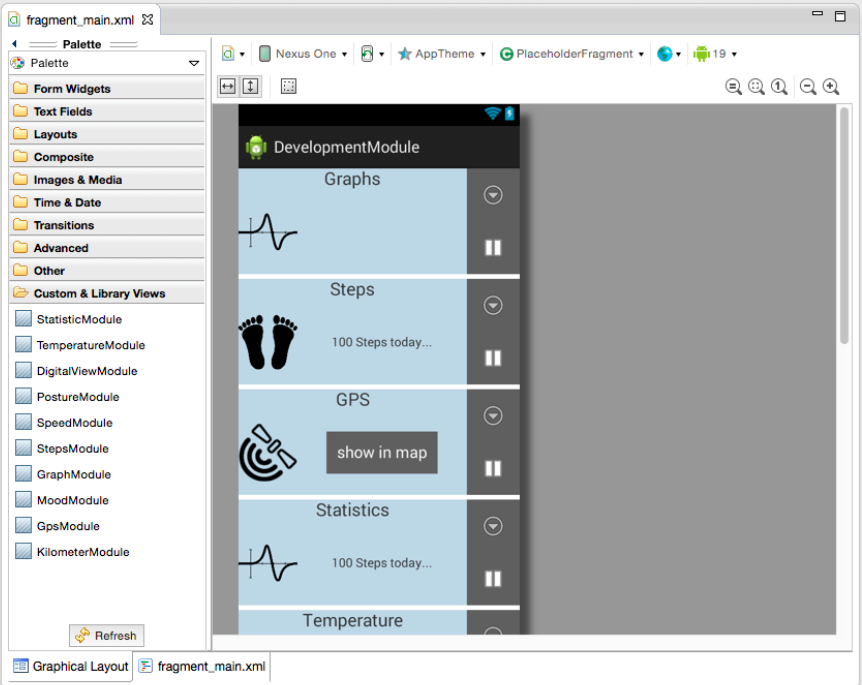 fragment_main.xml
Palette
Palette
Form Widgets
Text Fields
Layouts
Composite
Images & Media
Time & Date
Transitions
Advanced
Other
Custom & Library Views
StatisticModule
TemperatureModule
DigitalViewModule
PostureModule
SpeedModule
StepsModule
GraphModule
MoodModule
GpsModule
KilometerModule
Refresh
Nexus One
AppTheme
PlaceholderFragment
19
DevelopmentModule
Graphs
Steps
100 Steps today...
GPS
show in map
Statistics
100 Steps today...
Temperature
Graphical Layout
fragment_main.xml